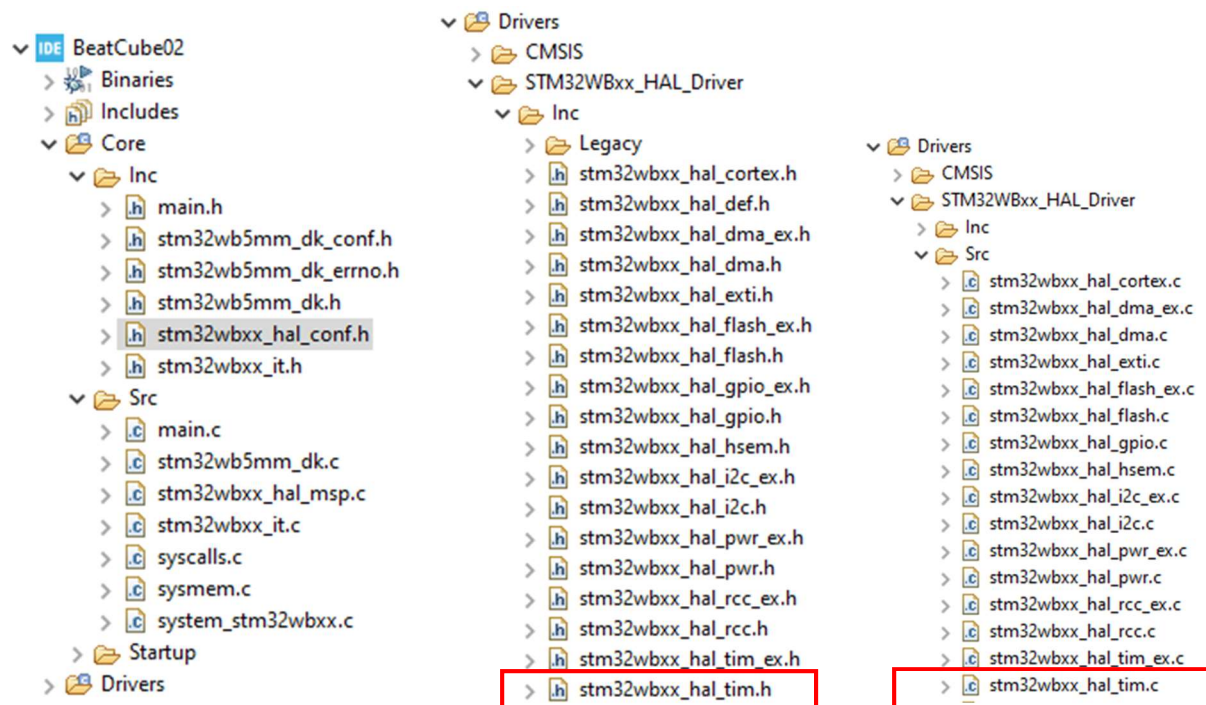 IDE BeatCube02
Binaries
Includes
Core
Inc
main.h
stm32wb5mm_dk_conf.h
stm32wb5mm_dk_errno.h
stm32wb5mm_dk.h
stm32wbxx_hal_conf.h
stm32wbxx_it.h
Src
main.c
stm32wb5mm_dk.c
stm32wbxx_hal_msp.c
stm32wbxx_it.c
syscalls.c
sysmem.c
system_stm32wbxx.c
Startup
Drivers
Drivers
CMSIS
STM32WBxx_HAL_Driver
Inc
Legacy
stm32wbxx_hal_cortex.h
stm32wbxx_hal_def.h
stm32wbxx_hal_dma_ex.h
stm32wbxx_hal_dma.h
stm32wbxx_hal_exti.h
stm32wbxx_hal_flash_ex.h
stm32wbxx_hal_flash.h
stm32wbxx_hal_gpio_ex.h
stm32wbxx_hal_gpio.h
stm32wbxx_hal_hsem.h
stm32wbxx_hal_i2c_ex.h
stm32wbxx_hal_i2c.h
stm32wbxx_hal_pwr_ex.h
stm32wbxx_hal_pwr.h
stm32wbxx_hal_rcc_ex.h
stm32wbxx_hal_rcc.h
stm32wbxx_hal_tim_ex.h
stm32wbxx_hal_tim.h
Drivers
CMSIS
STM32WBxx_HAL_Driver
Inc
Src
stm32wbxx_hal_cortex.c
stm32wbxx_hal_dma_ex.c
stm32wbxx_hal_dma.c
stm32wbxx_hal_exti.c
stm32wbxx_hal_flash_ex.c
stm32wbxx_hal_flash.c
stm32wbxx_hal_gpio.c
stm32wbxx_hal_hsem.c
stm32wbxx_hal_i2c_ex.c
stm32wbxx_hal_i2c.c
stm32wbxx_hal_pwr_ex.c
stm32wbxx_hal_pwr.c
stm32wbxx_hal_rcc_ex.c
stm32wbxx_hal_rcc.c
stm32wbxx_hal_tim_ex.c
stm32wbxx_hal_tim.c